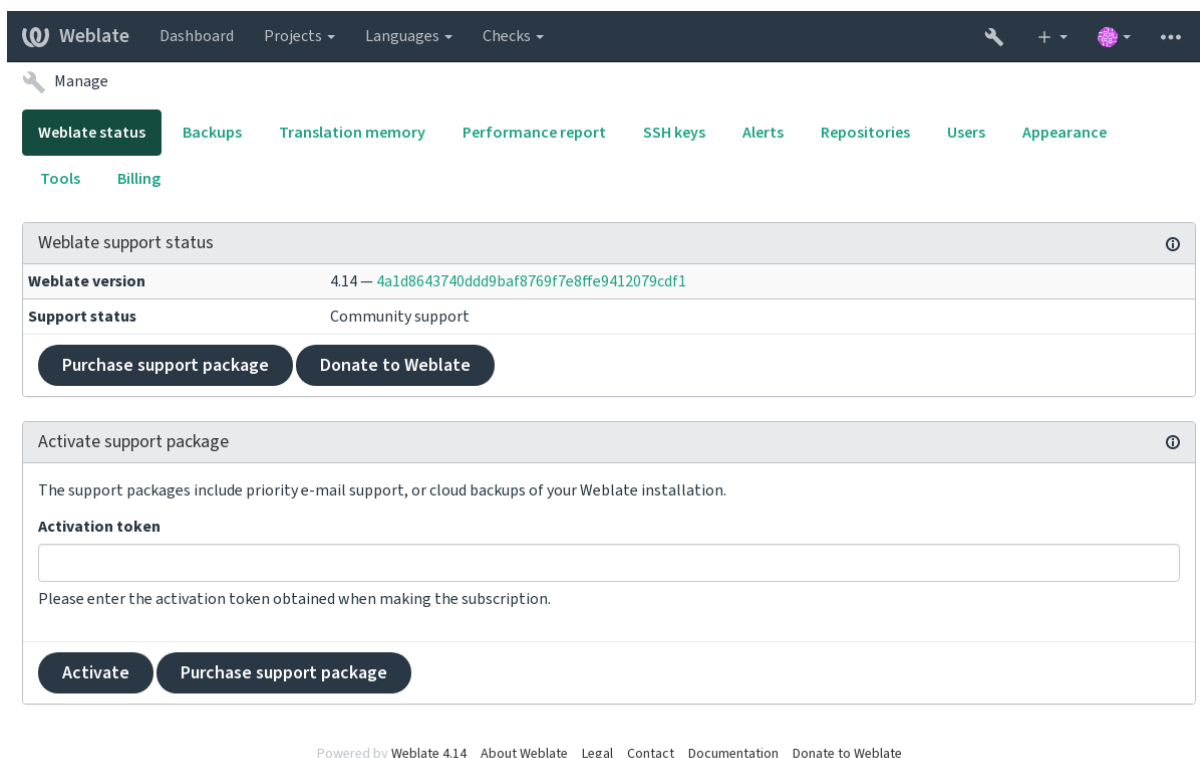 Weblate Dashboard Projects Languages Checks
Manage
Weblate status Backups Translation memory Performance report SSH keys Alerts Repositories Users Appearance
Tools Billing
Weblate support status
Weblate version 4.14 — 4a1d8643740ddd9baf8769f7e8ffe9412079cdf1
Support status Community support
Purchase support package Donate to Weblate
Activate support package
The support packages include priority e-mail support, or cloud backups of your Weblate installation.
Activation token
Please enter the activation token obtained when making the subscription.
Activate Purchase support package
Powered by Weblate 4.14 About Weblate Legal Contact Documentation Donate to Weblate